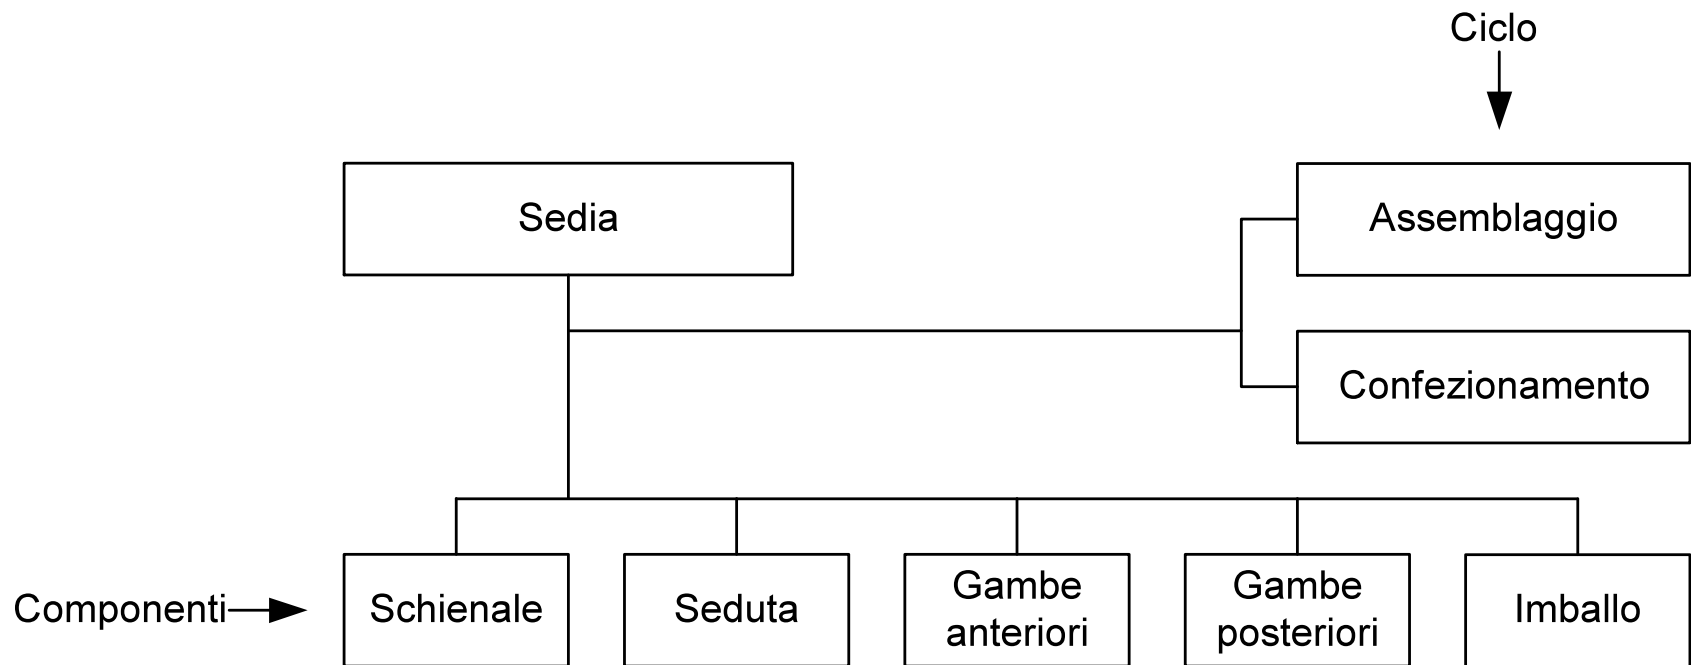 Ciclo
Sedia
Assemblaggio
Confezionamento
Componenti
Schienale
Seduta
Gambe
anteriori
Gambe
posteriori
Imballo